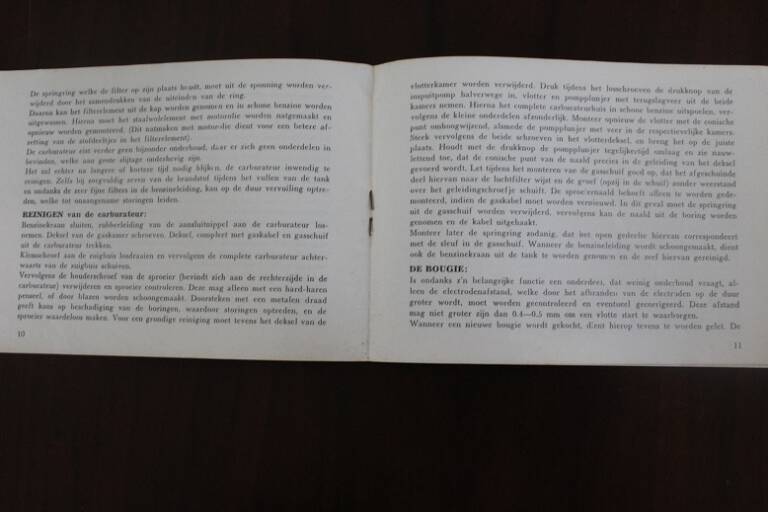 De springring welke de filter op zijn plaats houdt, moet uit de sponning worden ver-
wijderd door het samendrukken van de uiteinden van de ring.
Daarna kan het filterelement uit de kap worden genomen en in schone benzine worden
uitgewassen. Hierna moet het staalwolelement met motorolie worden natgemaakt en
opnieuw worden gemonteerd. (Dit natmaken met motorolie dient voor een betere af-
zetting van de stofdeeltjes in het filterelement).
De carburateur eist verder geen bijzonder onderhoud, daar er zich geen onderdelen in
bevinden, welke aan grote slijtage onderhevig zijn.
Het zal echter na langere of kortere tijd nodig blijken, de carburateur inwendig te
reinigen. Zelfs bij zorgvuldig zeven van de brandstof tijdens het vullen van de tank
en ondanks de zeer fijne filters in de benzineleiding, kan op de duur vervuiling optre-
den, welke tot onaangename storingen leiden.
REINIGEN van de carburateur:
Benzinekraan sluiten, rubberleiding van de aansluitnippel aan de carburateur los-
nemen. Deksel van de gaskamer schroeven. Deksel, compleet met gaskabel en gasschuif
uit de carburateur trekken.
Klemschroef aan de zuigbuis losdraaien en vervolgens de complete carburateur achter-
waarts van de zuigbuis schuiven.
Vervolgens de houderschroef van de sproeier (bevindt zich aan de rechterzijde in de
carburateur) verwijderen en sproeier controleren. Deze mag alleen met een hard-haren
penseel, of door blazen worden schoongemaakt. Doorsteken met een metalen draad
geeft kans op beschadiging van de boringen, waardoor storingen optreden, en de
sproeier waardeloos maken. Voor een grondige reiniging moet tevens het deksel van de
10
vlotterkamer worden verwijderd. Druk tijdens het losschroeven de drukknop van de
inspuitpomp halverwege in, vlotter en pompplunjer met terugslagveer uit de beide
kamers nemen. Hierna het complete carburateurhuis in schone benzine uitspoelen, ver-
volgens de kleine onderdelen afzonderlijk. Monteer opnieuw de vlotter met de conische
punt omhoogwijzend, alsmede de pompplunjer met veer in de respectievelijke kamers.
Steek vervolgens de beide schroeven in het vlotterdeksel, en breng het op de juiste
plaats. Houdt met de drukknop de pompplunjer tegelijkertijd omlaag en zie nauw-
lettend toe, dat de conische punt van de naald precies in de geleiding van het deksel
gevoerd wordt. Let tijdens het monteren van de gasschuif goed op, dat het afgeschuinde
deel hiervan naar de luchtfilter wijst en de groef (opzij in de schuif) zonder weerstand
over het geleidingschroefje schuift. De sproeiernaald behoeft alleen te worden gede-
monteerd, indien de gaskabel moet worden vernieuwd. In dit geval moet de springring
uit de gasschuif worden verwijderd, vervolgens kan de naald uit de boring worden
genomen en de kabel uitgehaakt.
Monteer later de springring zodanig, dat het open gedeelte hiervan correspondeert
met de sleuf in de gasschuif. Wanneer de benzineleiding wordt schoongemaakt, dient
ook de benzinekraan uit de tank te worden genomen en de zeef hiervan gereinigd.
DE BOUGIE:
Is ondanks z'n belangrijke functie een onderdeel, dat weinig onderhoud vraagt, al-
leen de electrodenafstand, welke door het afbranden van de electroden op de duur
groter wordt, moet worden gecontroleerd en eventueel gecorrigeerd. Deze afstand
mag niet groter zijn dan 0.4—0.5 mm om een vlotte start te waarborgen.
Wanneer een nieuwe bougie wordt gekocht, dient hierop tevens te worden gelet. De
11